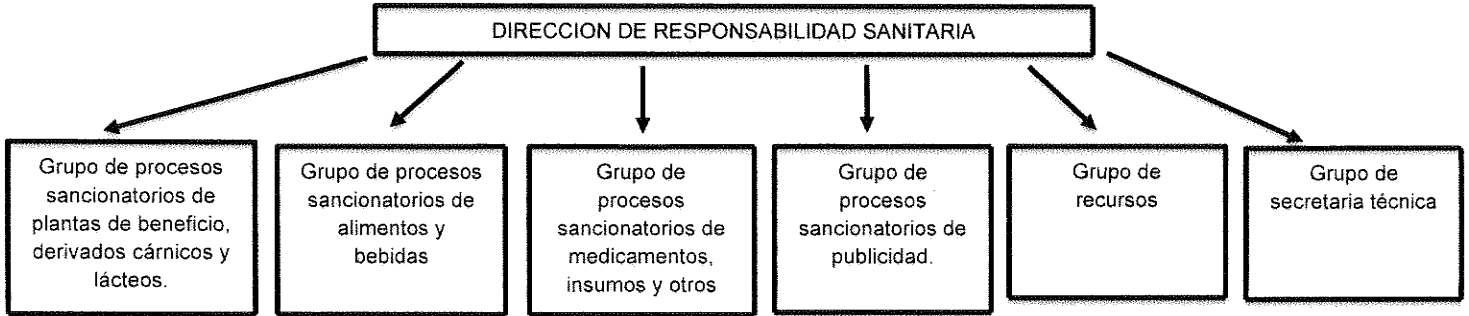 DIRECCION DE RESPONSABILIDAD SANITARIA
Grupo de procesos
sancionatorios de
plantas de beneficio,
derivados cárnicos y
lácteos.
Grupo de procesos
sancionatorios de
alimentos y
bebidas
Grupo de
procesos
sancionatorios de
medicamentos,
insumos y otros
Grupo de
procesos
sancionatorios de
publicidad.
Grupo de
recursos
Grupo de
secretaria técnica